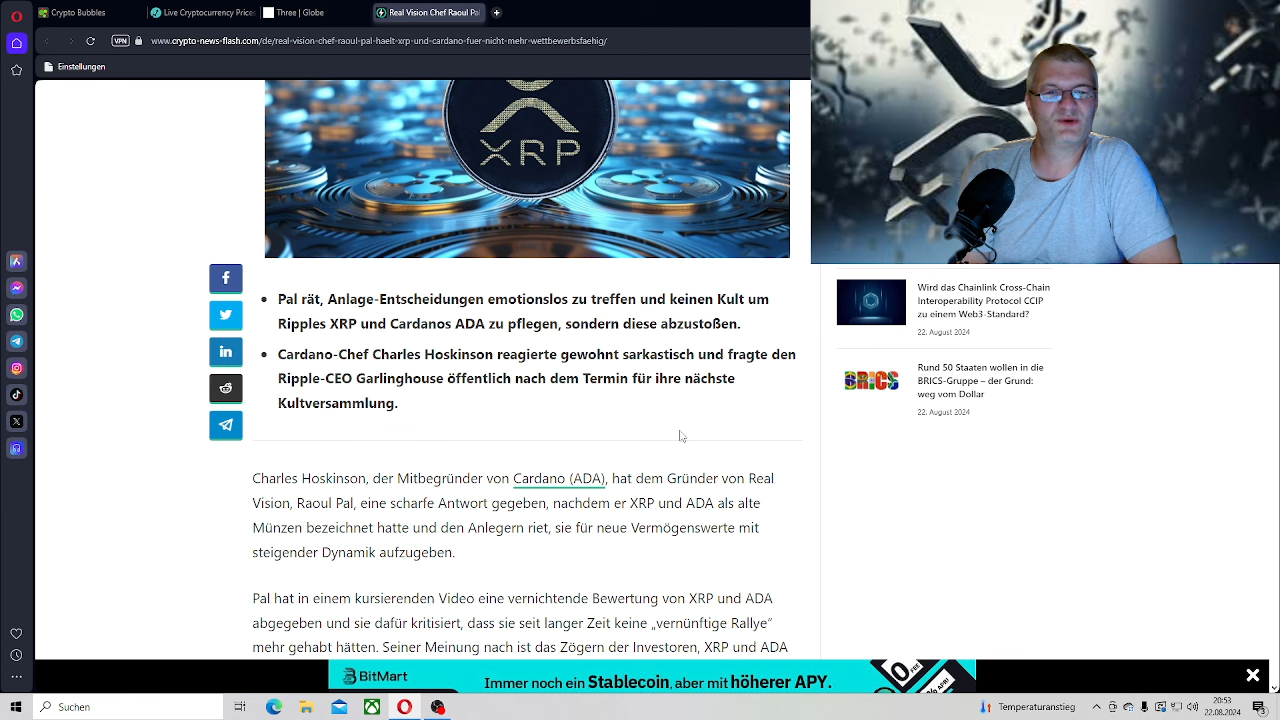 Crypto Bubbles
Live Cryptocurrency Price
Three | Globe
Real Vision Chef Raoul Pal
VPN
www.crypto-news-flash.com/de/real-vision-chef-raoul-pal-haelt-xrp-und-cardano-fuer-nicht-mehr-wettbewerbsfaehig/
Einstellungen
XRP
Pal rät, Anlage-Entscheidungen emotionslos zu treffen und keinen Kult um
Ripples XRP und Cardanos ADA zu pflegen, sondern diese abzustoßen.
Cardano-Chef Charles Hoskinson reagierte gewohnt sarkastisch und fragte den
Ripple-CEO Garlinghouse öffentlich nach dem Termin für ihre nächste
Kultversammlung.
Charles Hoskinson, der Mitbegründer von Cardano (ADA), hat dem Gründer von Real
Vision, Raoul Pal, eine scharfe Antwort gegeben, nachdem er XRP und ADA als alte
Münzen bezeichnet hatte und den Anlegern riet, sie für neue Vermögenswerte mit
steigender Dynamik aufzugeben.
Pal hat in einem kursierenden Video eine vernichtende Bewertung von XRP und ADA
abgegeben und sie dafür kritisiert, dass sie seit langer Zeit keine „vernünftige Rallye“
mehr gehabt hätten. Seiner Meinung nach ist das Zögern der Investoren, XRP und ADA
Wird das Chainlink Cross-Chain
Interoperability Protocol CCIP
zu einem Web3-Standard?
22. August 2024
BRICS
Rund 50 Staaten wollen in die
BRICS-Gruppe – der Grund:
weg vom Dollar
22. August 2024
BitMart
Immer noch ein Stablecoin, aber mit höherer APY.
Suchen
Temperaturanstieg
20:53
22.08.2024